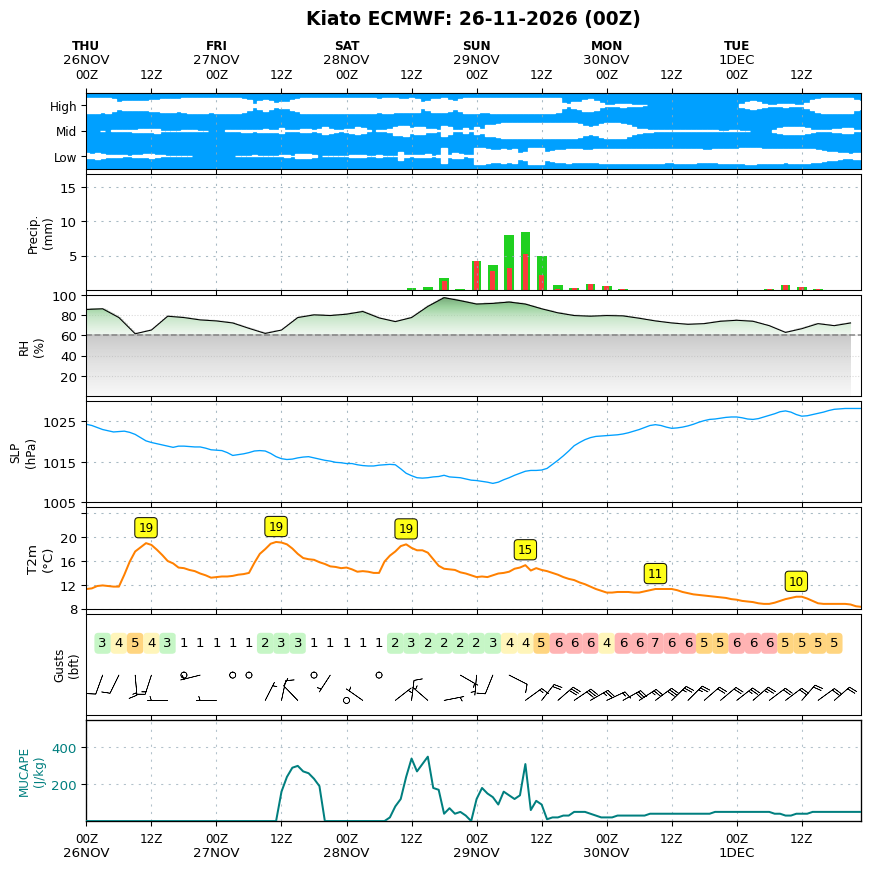 Kiato ECMWF: 26-11-2026 (00Z)
THU FRI SAT SUN MON TUE
26NOV 27NOV 28NOV 29NOV 30NOV 1DEC
00Z 12Z 00Z 12Z 00Z 12Z 00Z 12Z 00Z 12Z 00Z 12Z
High
Mid
Low
Precip.
(mm)
15
10
5
RH
(%)
100
80
60
40
20
SLP
(hPa)
1025
1015
1005
T2m
(°C)
20
16
12
8
19 19 19 15 11 10
Gusts
(bft)
3 4 5 4 3 1 1 1 1 1 2 3 3 1 1 1 1 1 2 3 2 2 2 2 3 4 4 5 6 6 6 4 6 6 7 6 6 5 5 6 6 6 5 5 5 5
MUCAPE
(J/kg)
400
200
00Z 12Z 00Z 12Z 00Z 12Z 00Z 12Z 00Z 12Z 00Z 12Z
26NOV 27NOV 28NOV 29NOV 30NOV 1DEC